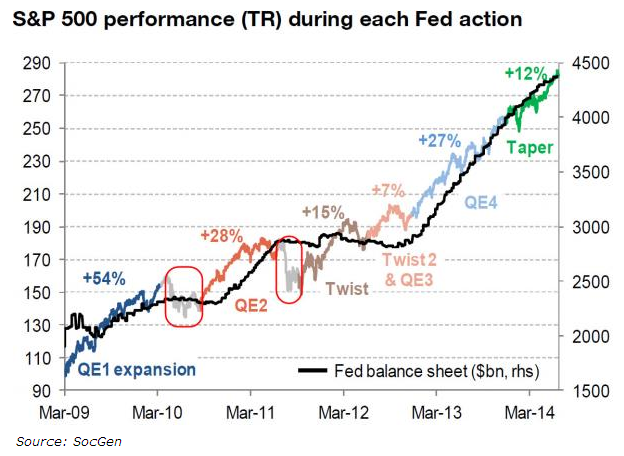 S&P 500 performance (TR) during each Fed action
290
270
250
230
210
190
170
150
130
110
90
4500
4000
3500
3000
2500
2000
1500
+54%
QE1 expansion
+28%
QE2
+15%
Twist
+7%
Twist 2
& QE3
+27%
QE4
+12%
Taper
Fed balance sheet ($bn, rhs)
Mar-09 Mar-10 Mar-11 Mar-12 Mar-13 Mar-14
Source: SocGen